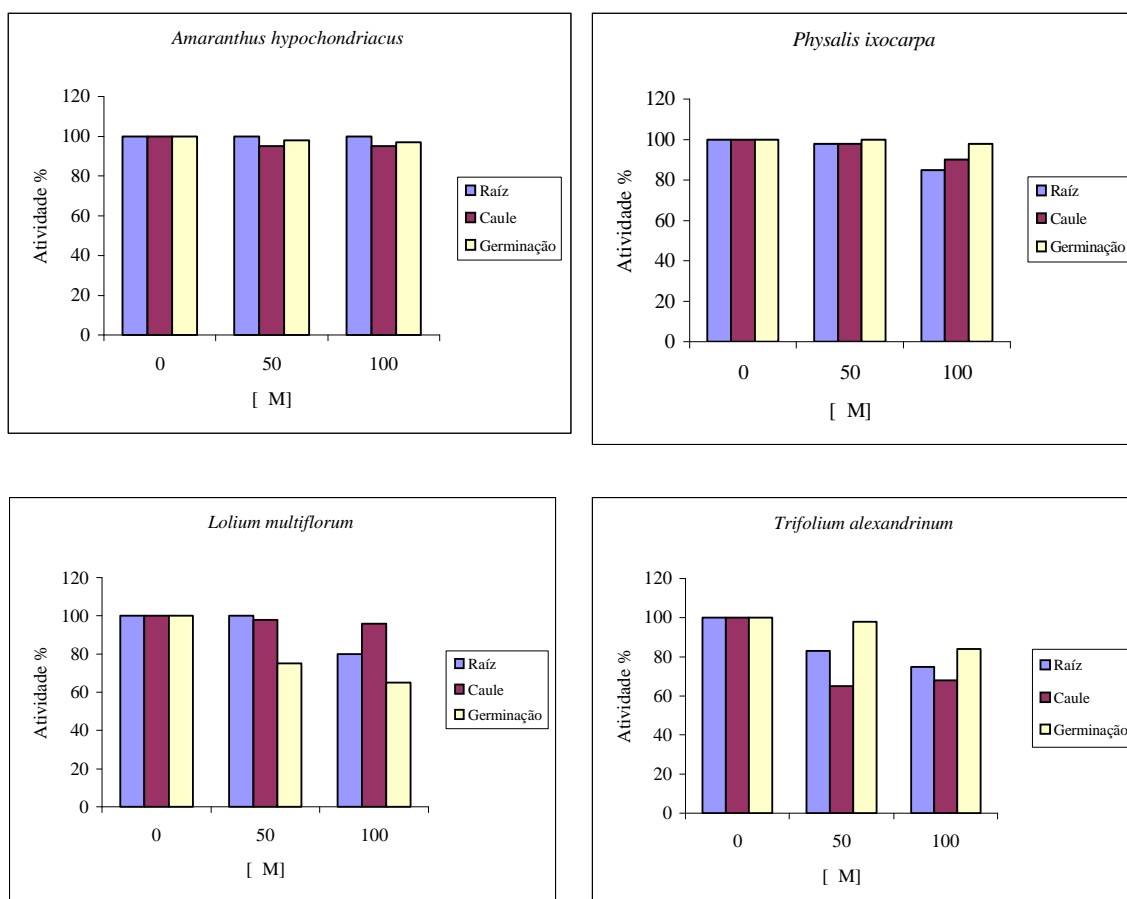 Amaranthus hypochondriacus
Atividade %
120
100
80
60
40
20
0
0 50 100
[ M]
Raíz
Caule
Germinação
Physalis ixocarpa
Atividade %
120
100
80
60
40
20
0
0 50 100
[ M]
Raíz
Caule
Germinação
Lolium multiflorum
Atividade %
120
100
80
60
40
20
0
0 50 100
[ M]
Raíz
Caule
Germinação
Trifolium alexandrinum
Atividade %
120
100
80
60
40
20
0
0 50 100
[ M]
Raíz
Caule
Germinação